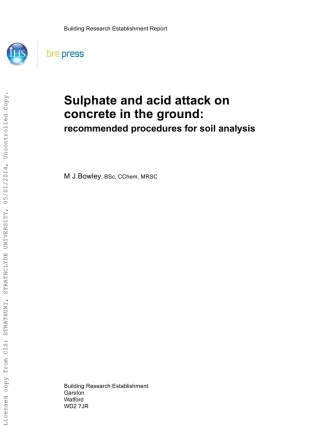 Building Research Establishment Report
IHS
bre press
Sulphate and acid attack on
concrete in the ground:
recommended procedures for soil analysis
M J Bowley, BSc, CChem, MRSC
Building Research Establishment
Garston
Watford
WD2 7JR
Licensed copy from CIS: STRATHUNI, STRATHCLYDE UNIVERSITY, 05/01/2014, Uncontrolled Copy.